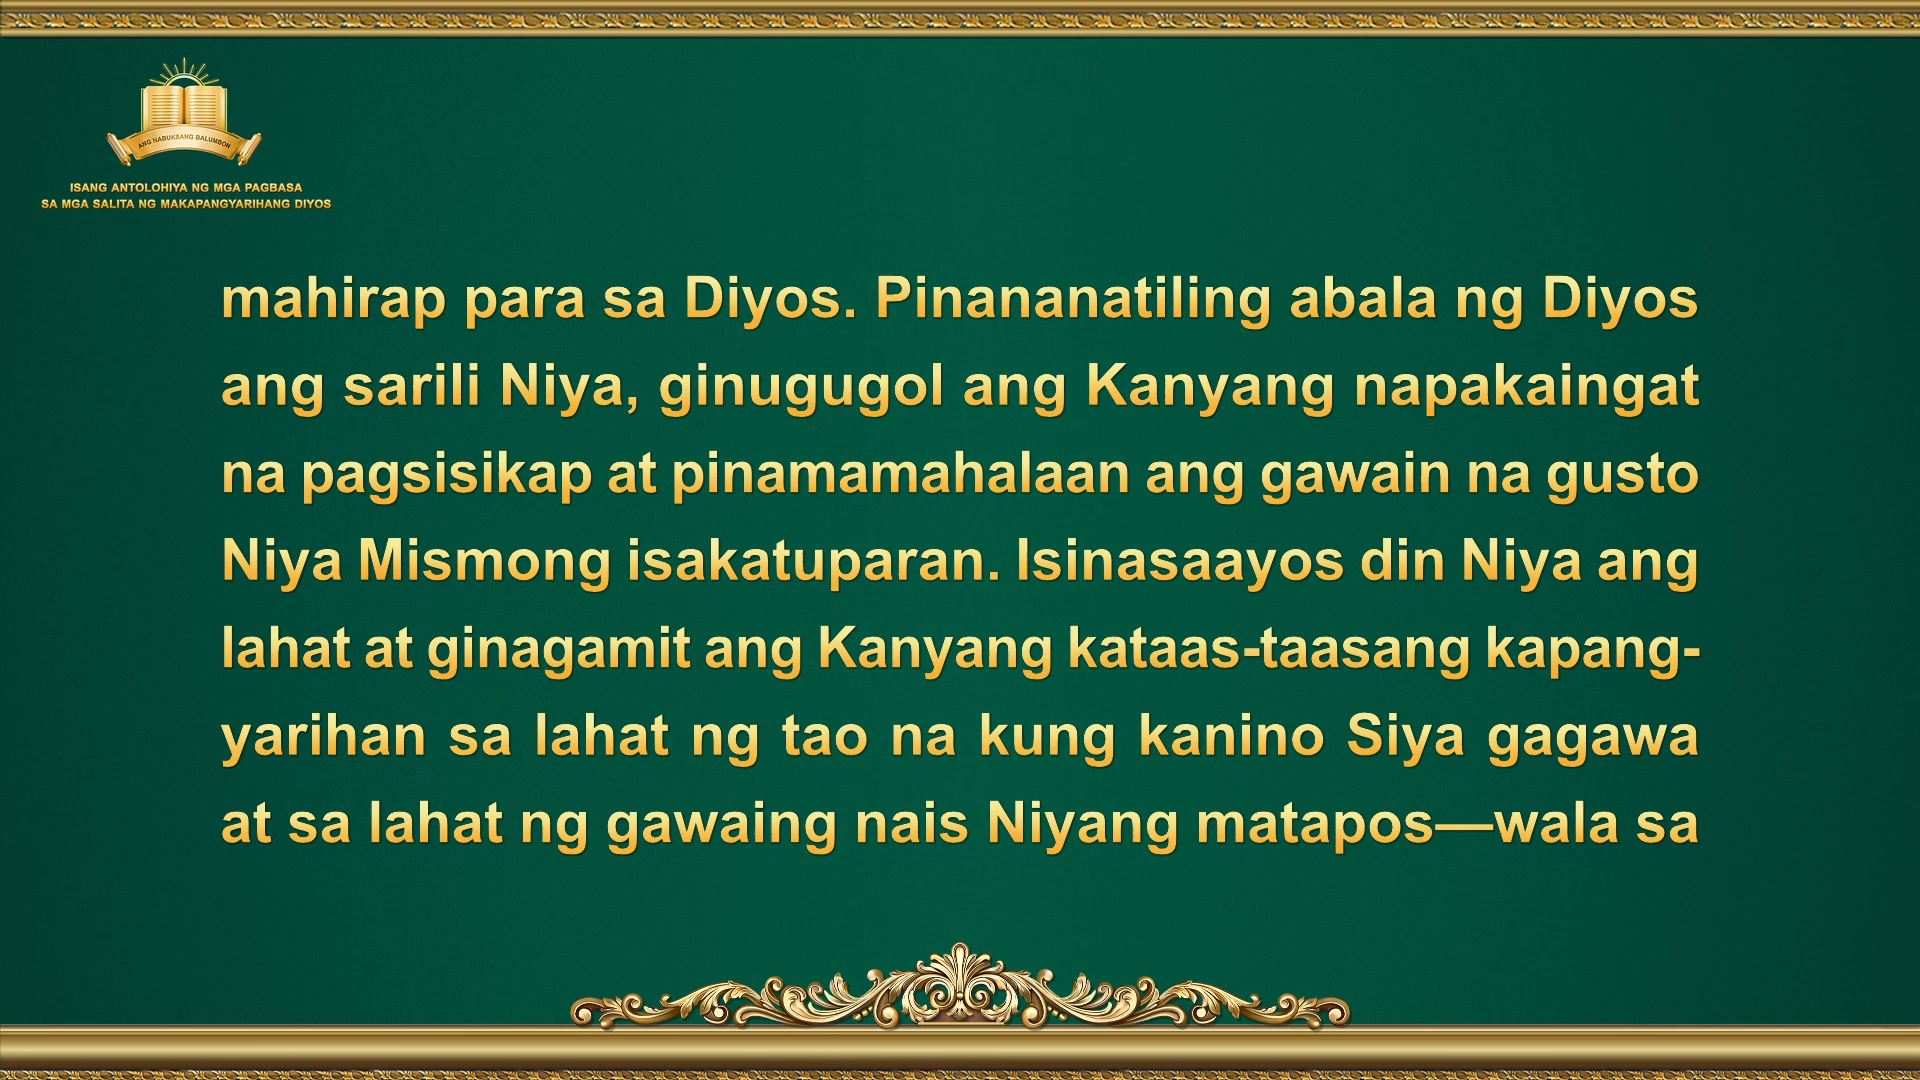 ANG NABUKSANG BALUMBON
ISANG ANTOLOHIYA NG MGA PAGBASA
SA MGA SALITA NG MAKAPANGYARIHANG DIYOS
mahirap para sa Diyos. Pinananatiling abala ng Diyos
ang sarili Niya, ginugugol ang Kanyang napakaingat
na pagsisikap at pinamamahalaan ang gawain na gusto
Niya Mismong isakatuparan. Isinasaayos din Niya ang
lahat at ginagamit ang Kanyang kataas-taasang kapang-
yarihan sa lahat ng tao na kung kanino Siya gagawa
at sa lahat ng gawaing nais Niyang matapos—wala sa